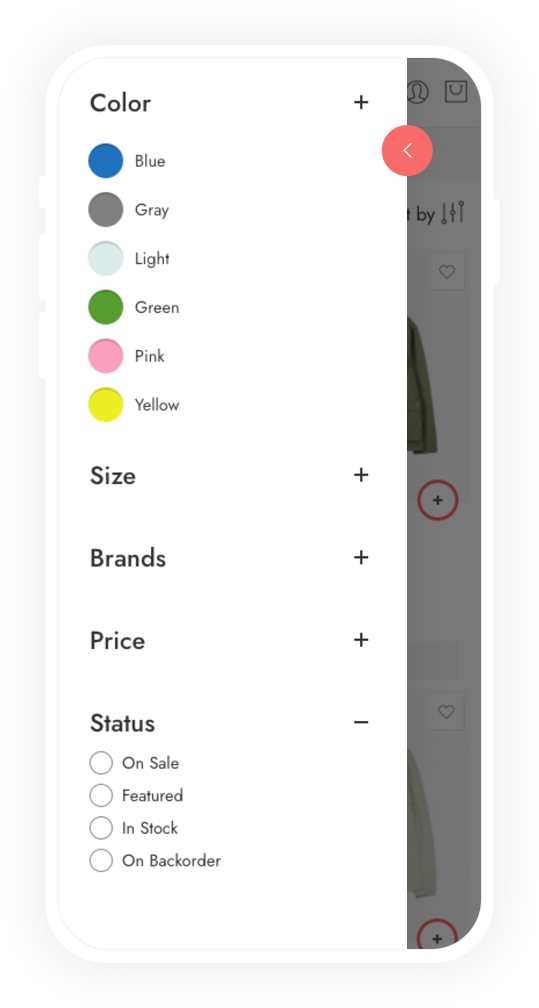 Color +
Blue
Gray
Light
Green
Pink
Yellow
Size +
Brands +
Price +
Status −
On Sale
Featured
In Stock
On Backorder
by
+
+